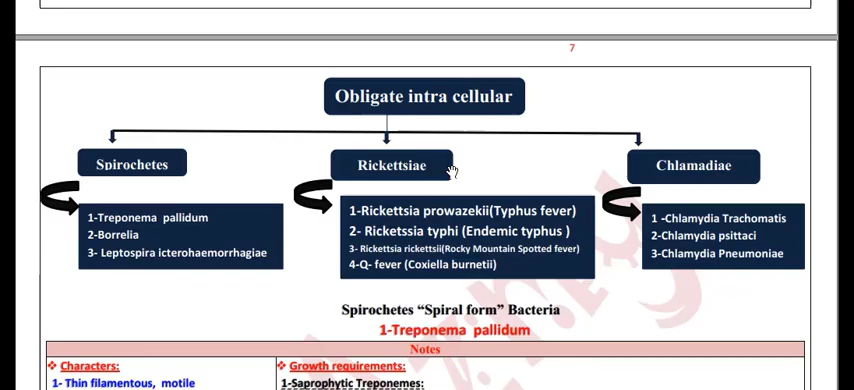 7
Obligate intra cellular
Spirochetes
Rickettsiae
Chlamadiae
1-Treponema pallidum
2-Borrelia
3- Leptospira icterohaemorrhagiae
1-Rickettsia prowazekii(Typhus fever)
2- Ricketssia typhi (Endemic typhus )
3- Rickettsia rickettsii(Rocky Mountain Spotted fever)
4-Q- fever (Coxiella burnetii)
1 -Chlamydia Trachomatis
2-Chlamydia psittaci
3-Chlamydia Pneumoniae
Spirochetes “Spiral form” Bacteria
1-Treponema pallidum
Notes
❖ Characters:
1- Thin filamentous, motile
❖ Growth requirements:
1-Saprophytic Treponemes: